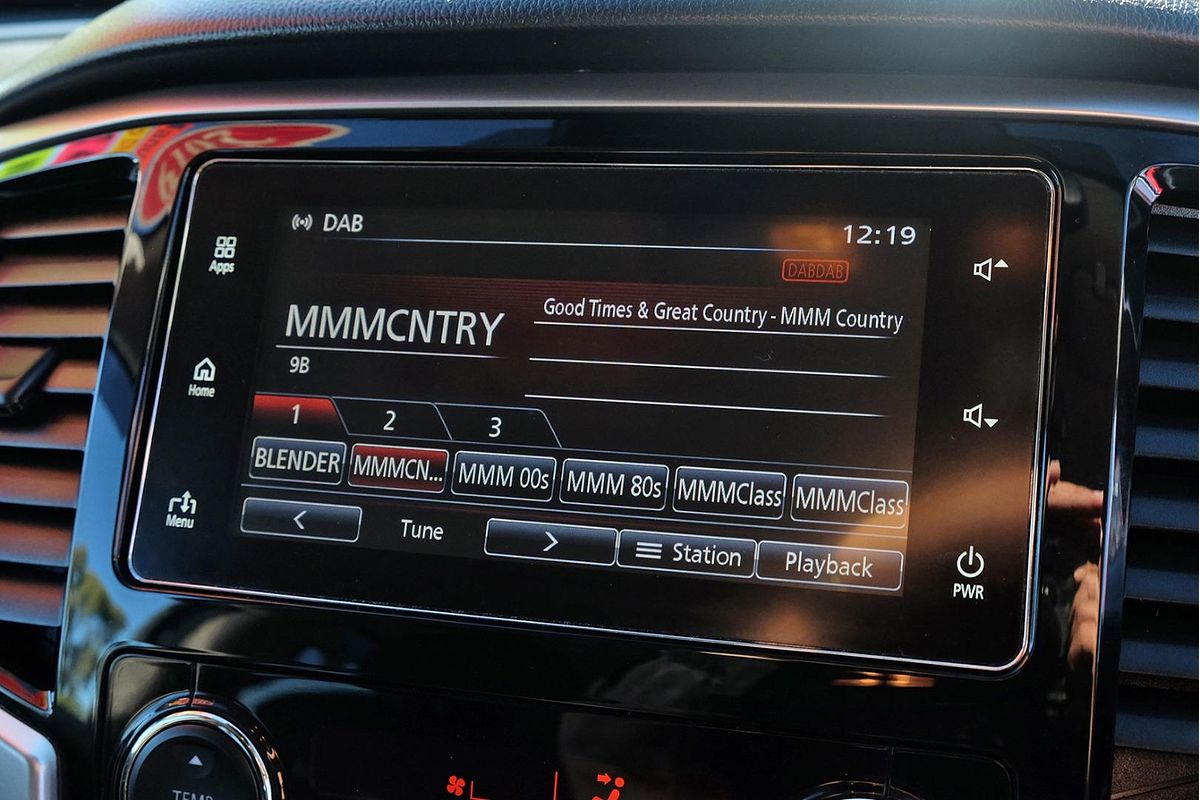 DAB
12:19
DABDAB
Apps
MMMCNTRY
Good Times & Great Country - MMM Country
9B
Home
1 2 3
BLENDER MMMCN... MMM 00s MMM 80s MMMClass MMMClass
Menu
< Tune > Station Playback
PWR
TEMP